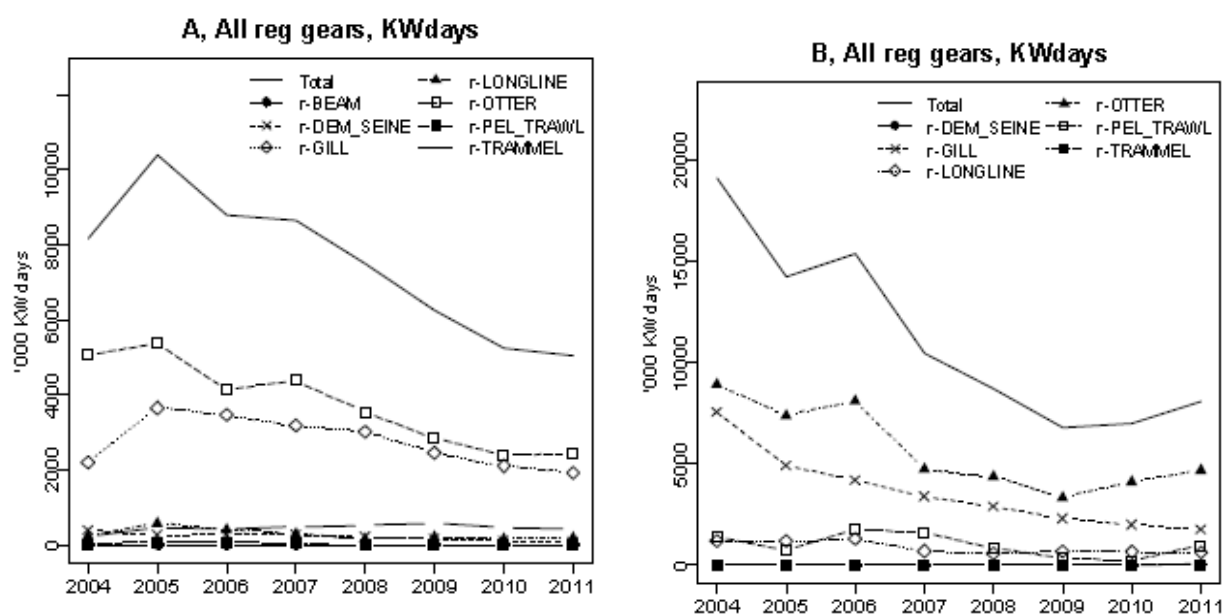 A, All reg gears, KWdays
Total
r-BEAM
r-DEM_SEINE
r-GILL
r-LONGLINE
r-OTTER
r-PEL_TRAWL
r-TRAMMEL
'000 KWdays
10000
8000
6000
4000
2000
0
2004 2005 2006 2007 2008 2009 2010 2011
B, All reg gears, KWdays
Total
r-DEM_SEINE
r-GILL
r-LONGLINE
r-OTTER
r-PEL_TRAWL
r-TRAMMEL
'000 KWdays
20000
15000
10000
5000
0
2004 2005 2006 2007 2008 2009 2010 2011